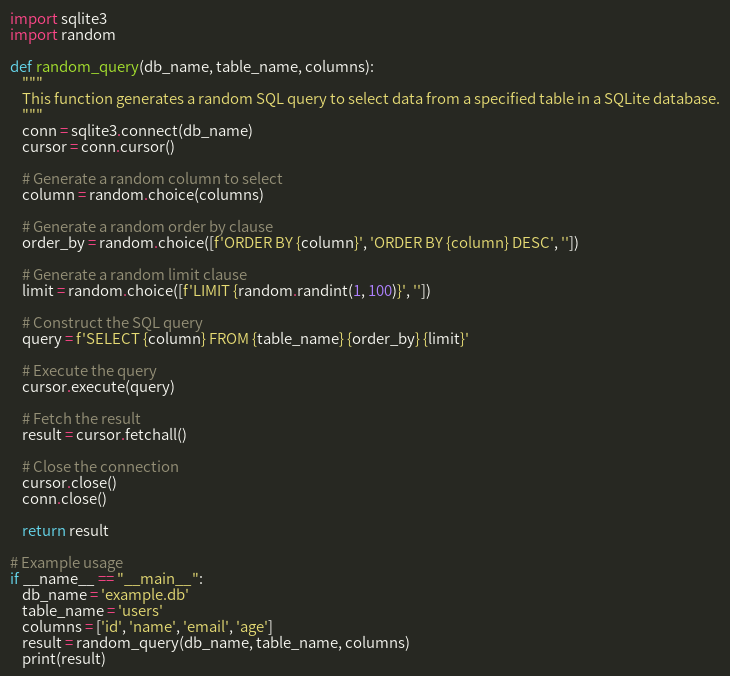 import sqlite3
import random

def random_query(db_name, table_name, columns):
    """
    This function generates a random SQL query to select data from a specified table in a SQLite database.
    """
    conn = sqlite3.connect(db_name)
    cursor = conn.cursor()

    # Generate a random column to select
    column = random.choice(columns)

    # Generate a random order by clause
    order_by = random.choice([f'ORDER BY {column}', 'ORDER BY {column} DESC', ''])

    # Generate a random limit clause
    limit = random.choice([f'LIMIT {random.randint(1, 100)}', ''])

    # Construct the SQL query
    query = f'SELECT {column} FROM {table_name} {order_by} {limit}'

    # Execute the query
    cursor.execute(query)

    # Fetch the result
    result = cursor.fetchall()

    # Close the connection
    cursor.close()
    conn.close()

    return result

# Example usage
if __name__ == "__main__":
    db_name = 'example.db'
    table_name = 'users'
    columns = ['id', 'name', 'email', 'age']
    result = random_query(db_name, table_name, columns)
    print(result)